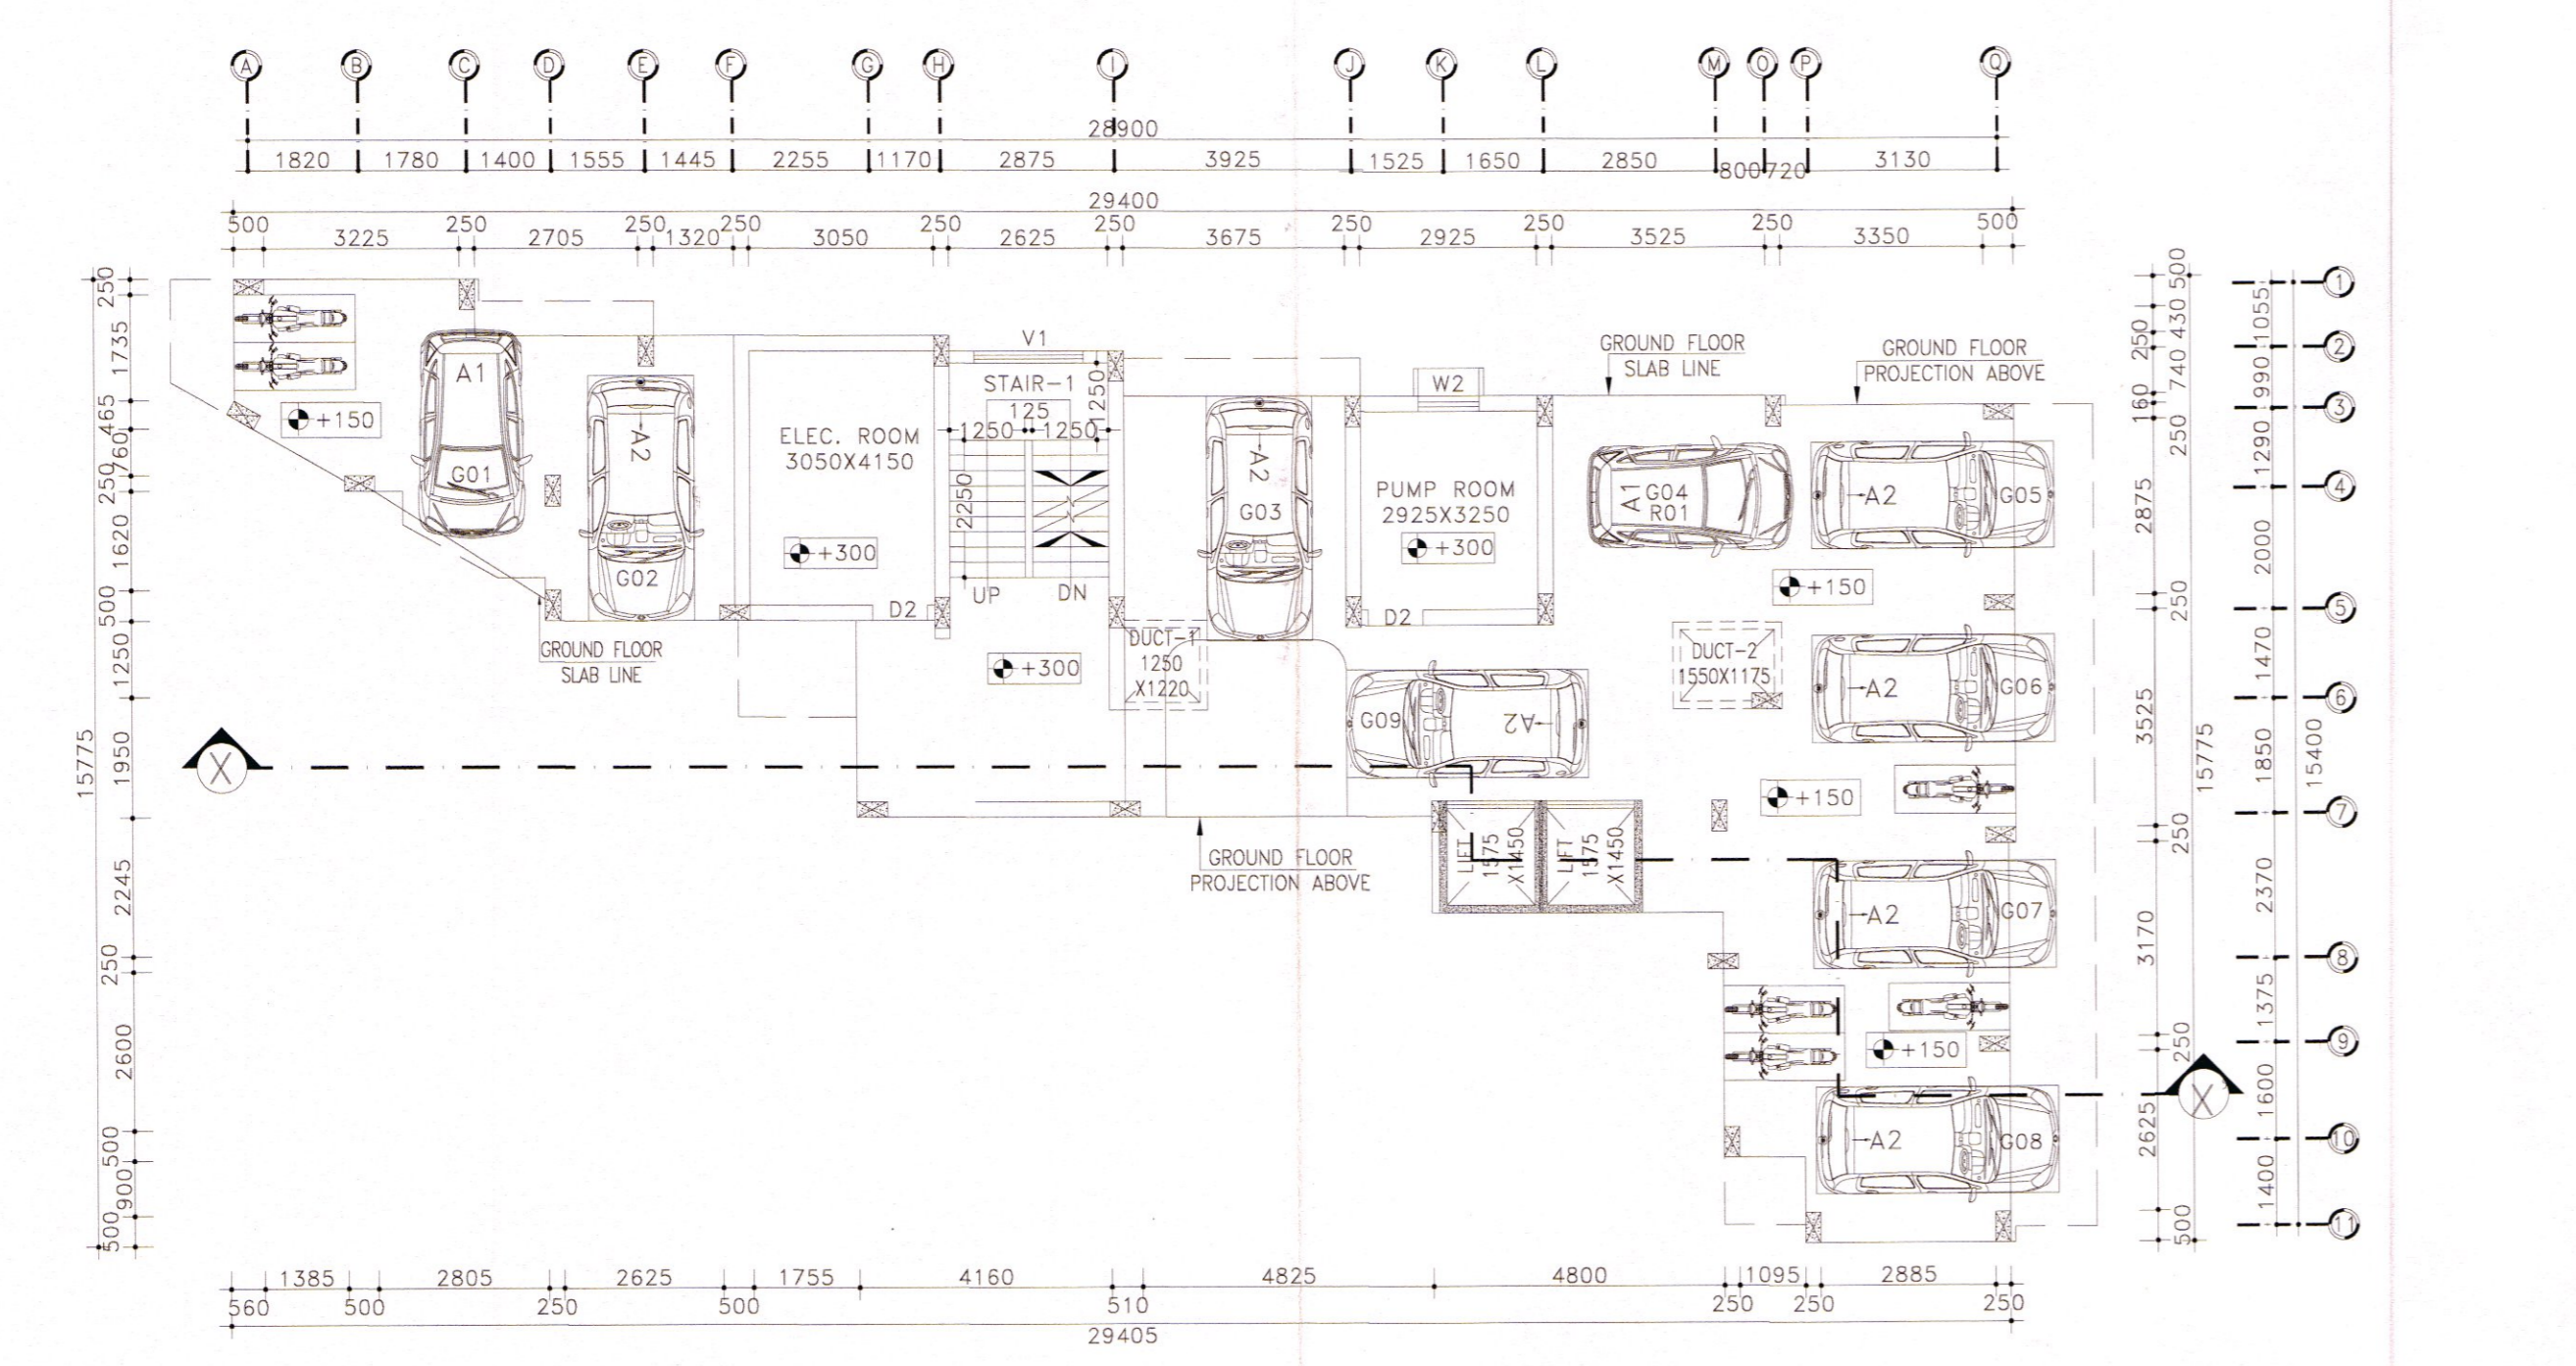 A B C D E F G H I J K L M O P Q
28900
1820 1780 1400 1555 1445 2255 1170 2875 3925 1525 1650 2850 800 720 3130
29400
500 250 250 250 250 250 250 250 250 500
3225 2705 1320 3050 2625 3675 2925 3525 3350
15775
250
1735
465
760
250
1620
500
1250
1950
2245
250
2600
500
900
500
A1
G01
+150
A2
G02
GROUND FLOOR
SLAB LINE
ELEC. ROOM
3050X4150
+300
D2
V1
STAIR-1
125
1250 1250
1250
2250
UP DN
+300
DUCT-1
1250
X1220
A2
G03
W2
PUMP ROOM
2925X3250
+300
D2
G09 A2
GROUND FLOOR
SLAB LINE
GROUND FLOOR
PROJECTION ABOVE
A1 G04
R01
A2 G05
+150
DUCT-2
1550X1175
A2 G06
+150
X
GROUND FLOOR
PROJECTION ABOVE
LIFT
1575
X1450
LIFT
1575
X1450
A2 G07
+150
A2 G08
X
500
430
250
740
160
250
2875
250
3525
250
3170
250
2625
500
15775
1055
990
1290
2000
1470
1850
2370
1375
1600
1400
15400
1
2
3
4
5
6
7
8
9
10
11
1385 2805 2625 1755 4160 4825 4800 1095 2885
560 500 250 500 510 250 250 250
29405